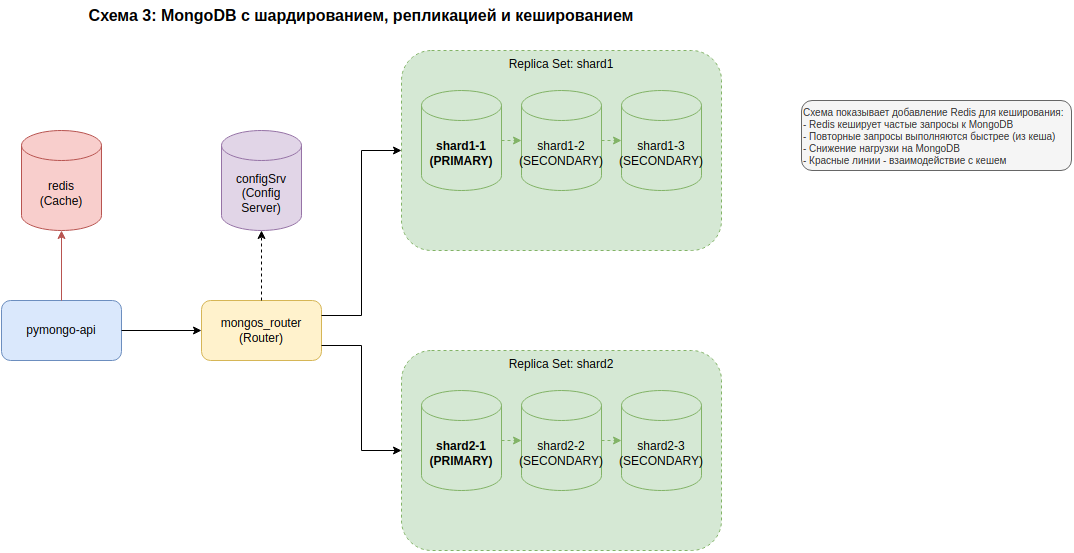 Схема 3: MongoDB с шардированием, репликацией и кешированием
Replica Set: shard1
shard1-1
(PRIMARY)
shard1-2
(SECONDARY)
shard1-3
(SECONDARY)
Схема показывает добавление Redis для кеширования:
- Redis кеширует частые запросы к MongoDB
- Повторные запросы выполняются быстрее (из кеша)
- Снижение нагрузки на MongoDB
- Красные линии - взаимодействие с кешем
redis
(Cache)
configSrv
(Config
Server)
pymongo-api
mongos_router
(Router)
Replica Set: shard2
shard2-1
(PRIMARY)
shard2-2
(SECONDARY)
shard2-3
(SECONDARY)